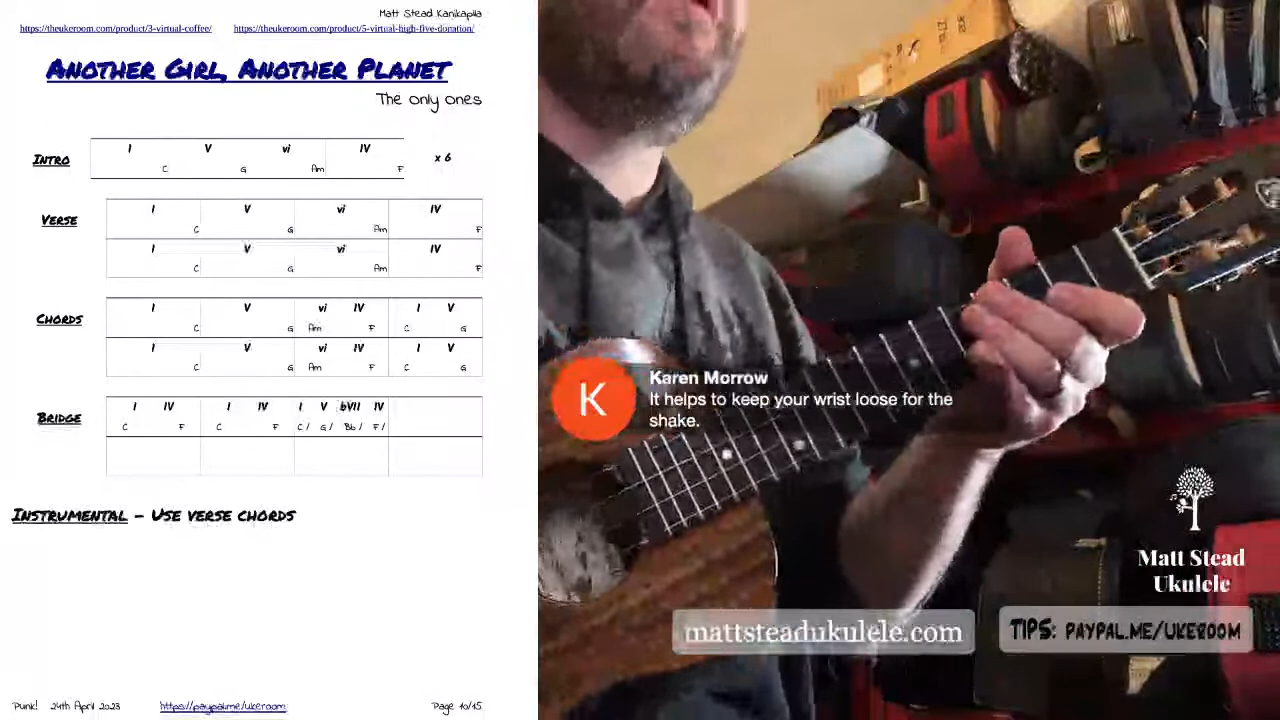 Matt Stead Kanikapila
https://theukeroom.com/product/3-virtual-coffee/ https://theukeroom.com/product/5-virtual-high-five-donation/
Another Girl, Another Planet
The only ones
Intro
I V vi IV
C G Am F
x 6
Verse
I V vi IV
C G Am F
I V vi IV
C G Am F
Chords
I V vi IV I V
C G Am F C G
I V vi IV I V
C G Am F C G
Bridge
I IV I IV I V bVII IV
C F C F C / G / Bb / F /
Instrumental - Use verse chords
Punk! 24th April 2023 https://paypal.me/ukeroom Page 10/15
K
Karen Morrow
It helps to keep your wrist loose for the
shake.
Matt Stead
Ukulele
mattsteadukulele.com
TIPS: PAYPAL.ME/UKEROOM